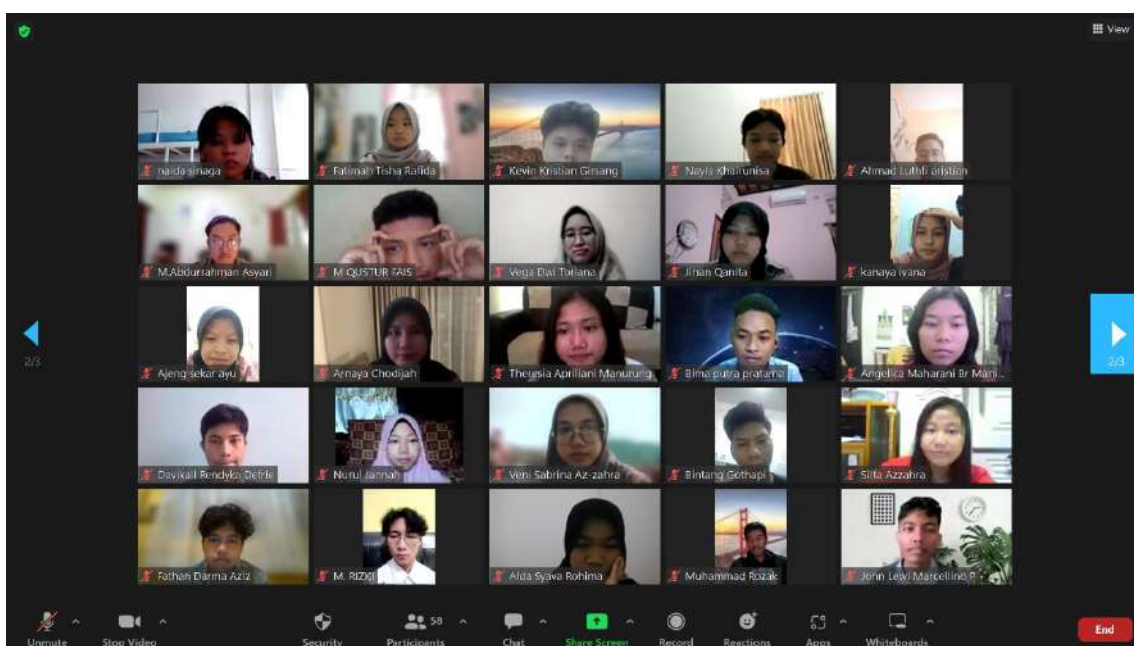 View
naida sinaga
Fatimah Tisha Rafida
Kevin Kristian Girsang
Nayla Khairunisa
Ahmad Luthfi aristian
M.Abdurrahman Asyari
M QUSTUR FAIS
Vega Dwi Toriana
Jihan Qanita
kanaya ivana
Ajeng sekar ayu
Arnaya Chodijah
Theresia Apriliani Manurung
Bima putra pratama
Angelica Maharani Br Mani...
2/3
2/3
Davikall Rendyka Defrie
Nurul Jannah
Veni Sabrina Az-zahra
Bintang Gothapi
Silfa Azzahra
Fathan Darma Aziz
M. RIZKI
Alda Syava Rohima
Muhammad Rozak
John Lewi Marcellino P
58
Unmute
Stop Video
Security
Participants
Chat
Share Screen
Record
Reactions
Apps
Whiteboards
End